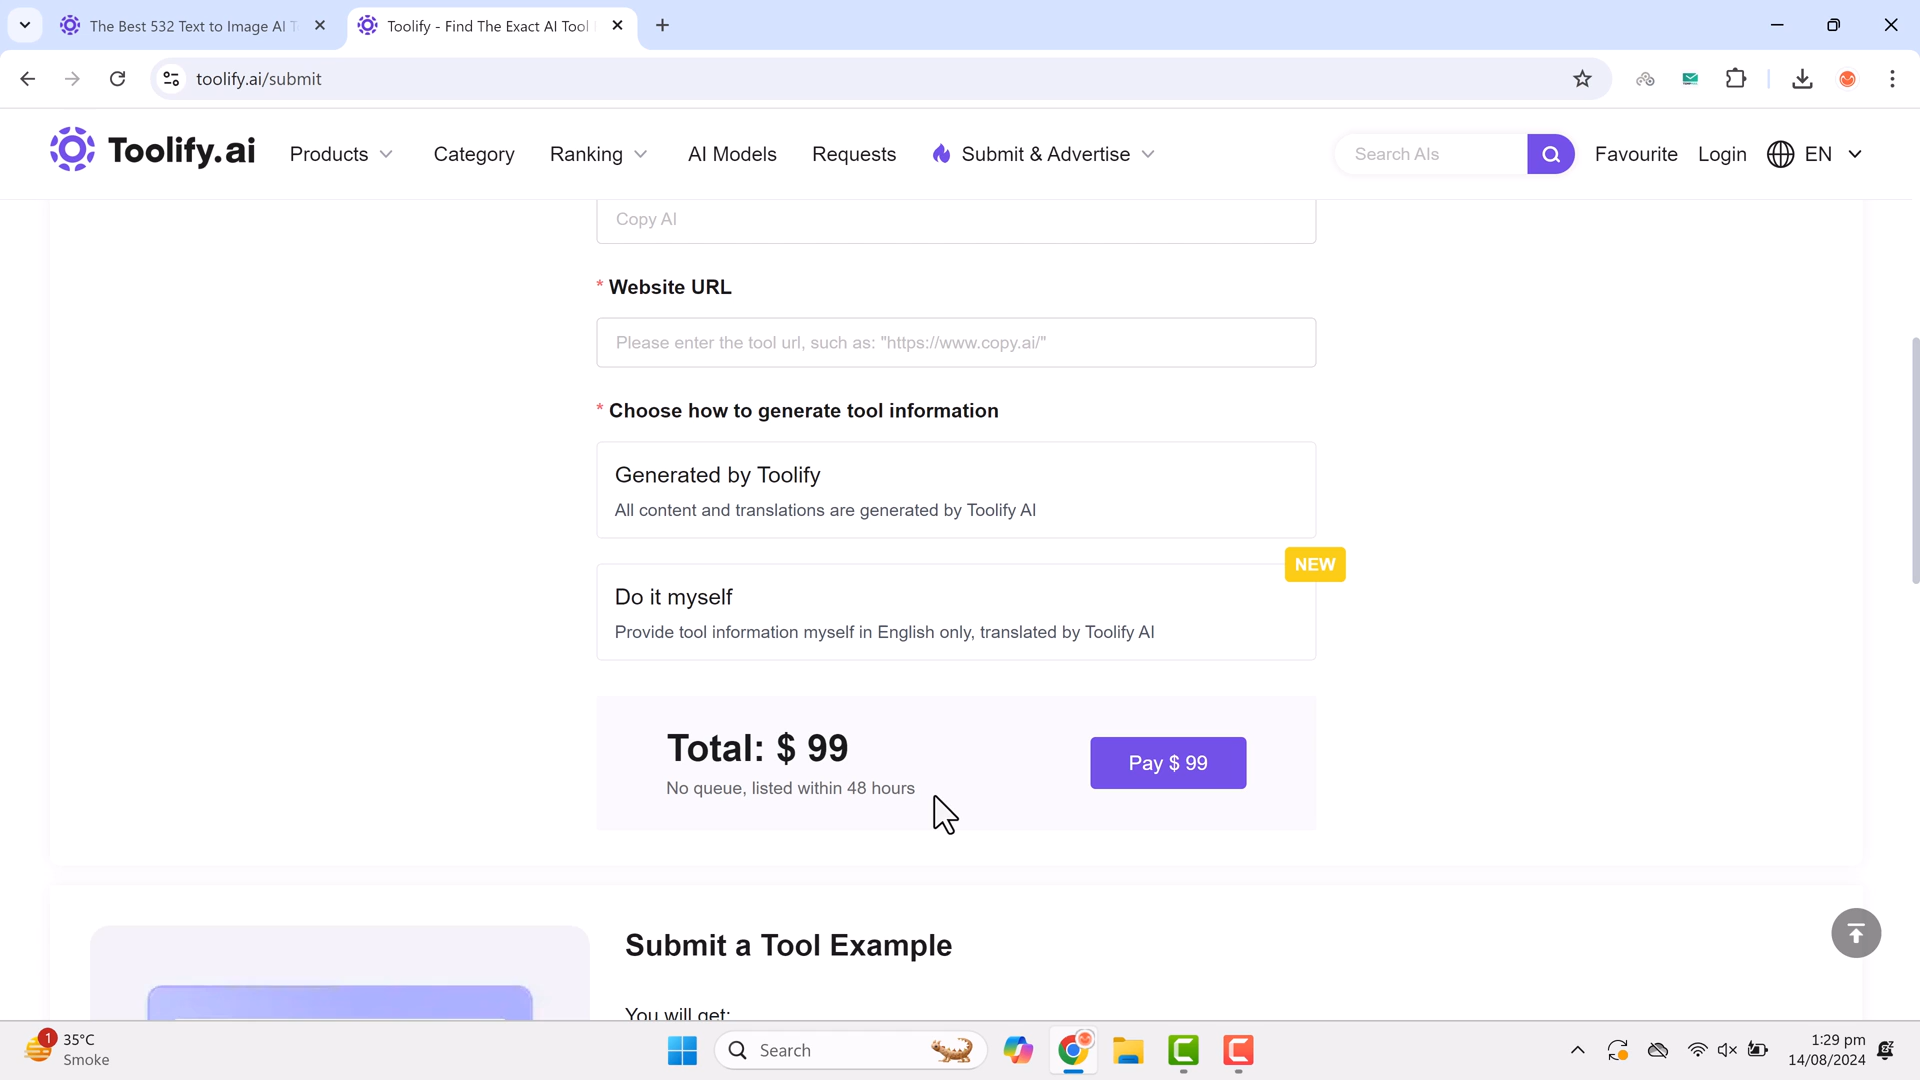 The Best 532 Text to Image AI T
Toolify - Find The Exact AI Tool
toolify.ai/submit
Toolify.ai
Products
Category
Ranking
AI Models
Requests
Submit & Advertise
Search AIs
Favourite
Login
EN
Copy AI
* Website URL
Please enter the tool url, such as: "https://www.copy.ai/"
* Choose how to generate tool information
Generated by Toolify
All content and translations are generated by Toolify AI
NEW
Do it myself
Provide tool information myself in English only, translated by Toolify AI
Total: $ 99
No queue, listed within 48 hours
Pay $ 99
Submit a Tool Example
You will get:
1
35°C
Smoke
Search
1:29 pm
14/08/2024